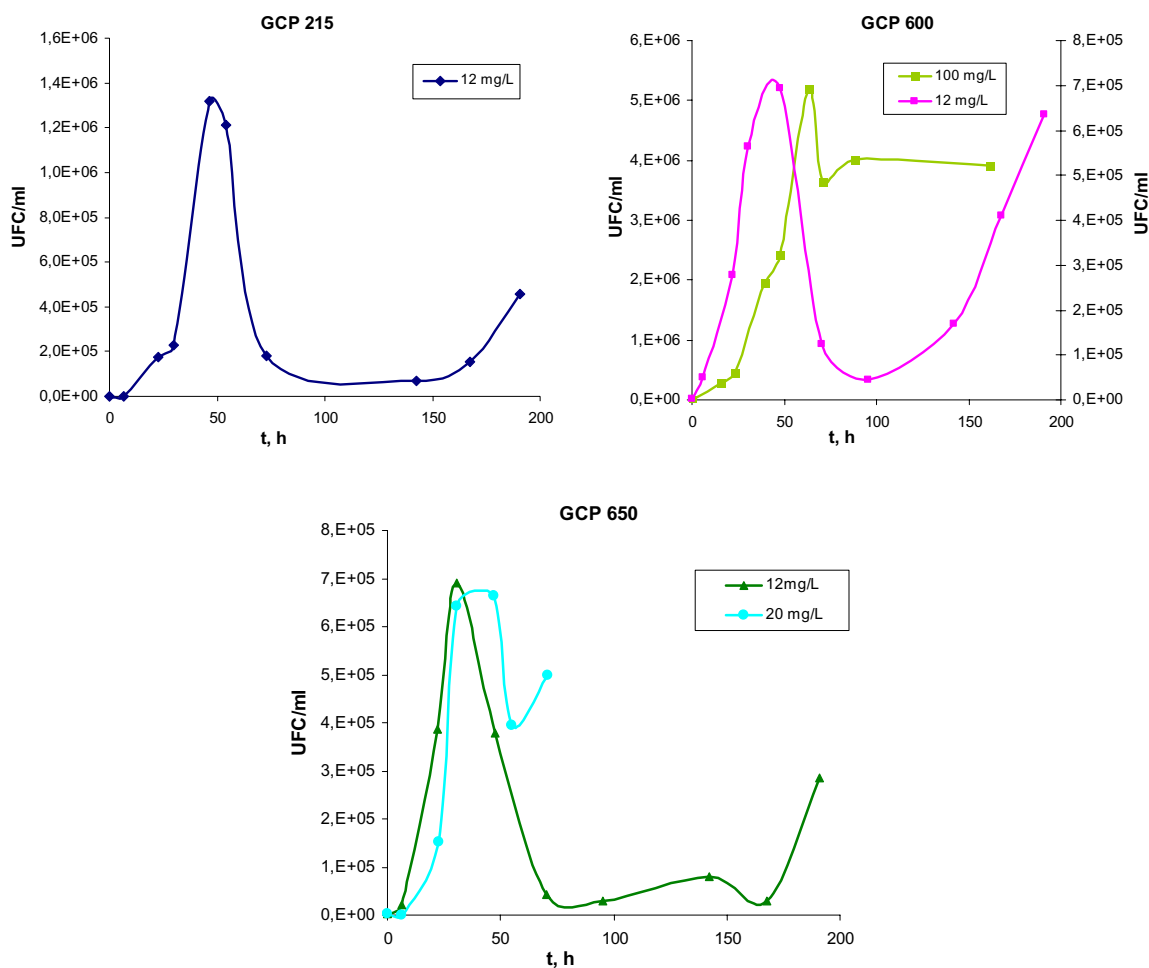 GCP 215
1,6E+06
1,4E+06
1,2E+06
1,0E+06
8,0E+05
6,0E+05
4,0E+05
2,0E+05
0,0E+00
UFC/ml
12 mg/L
0 50 100 150 200
t, h
GCP 600
6,E+06
5,E+06
4,E+06
3,E+06
2,E+06
1,E+06
0,E+00
UFC/ml
100 mg/L
12 mg/L
8,E+05
7,E+05
6,E+05
5,E+05
4,E+05
3,E+05
2,E+05
1,E+05
0,E+00
UFC/ml
0 50 100 150 200
t, h
GCP 650
8,E+05
7,E+05
6,E+05
5,E+05
4,E+05
3,E+05
2,E+05
1,E+05
0,E+00
UFC/ml
12mg/L
20 mg/L
0 50 100 150 200
t, h